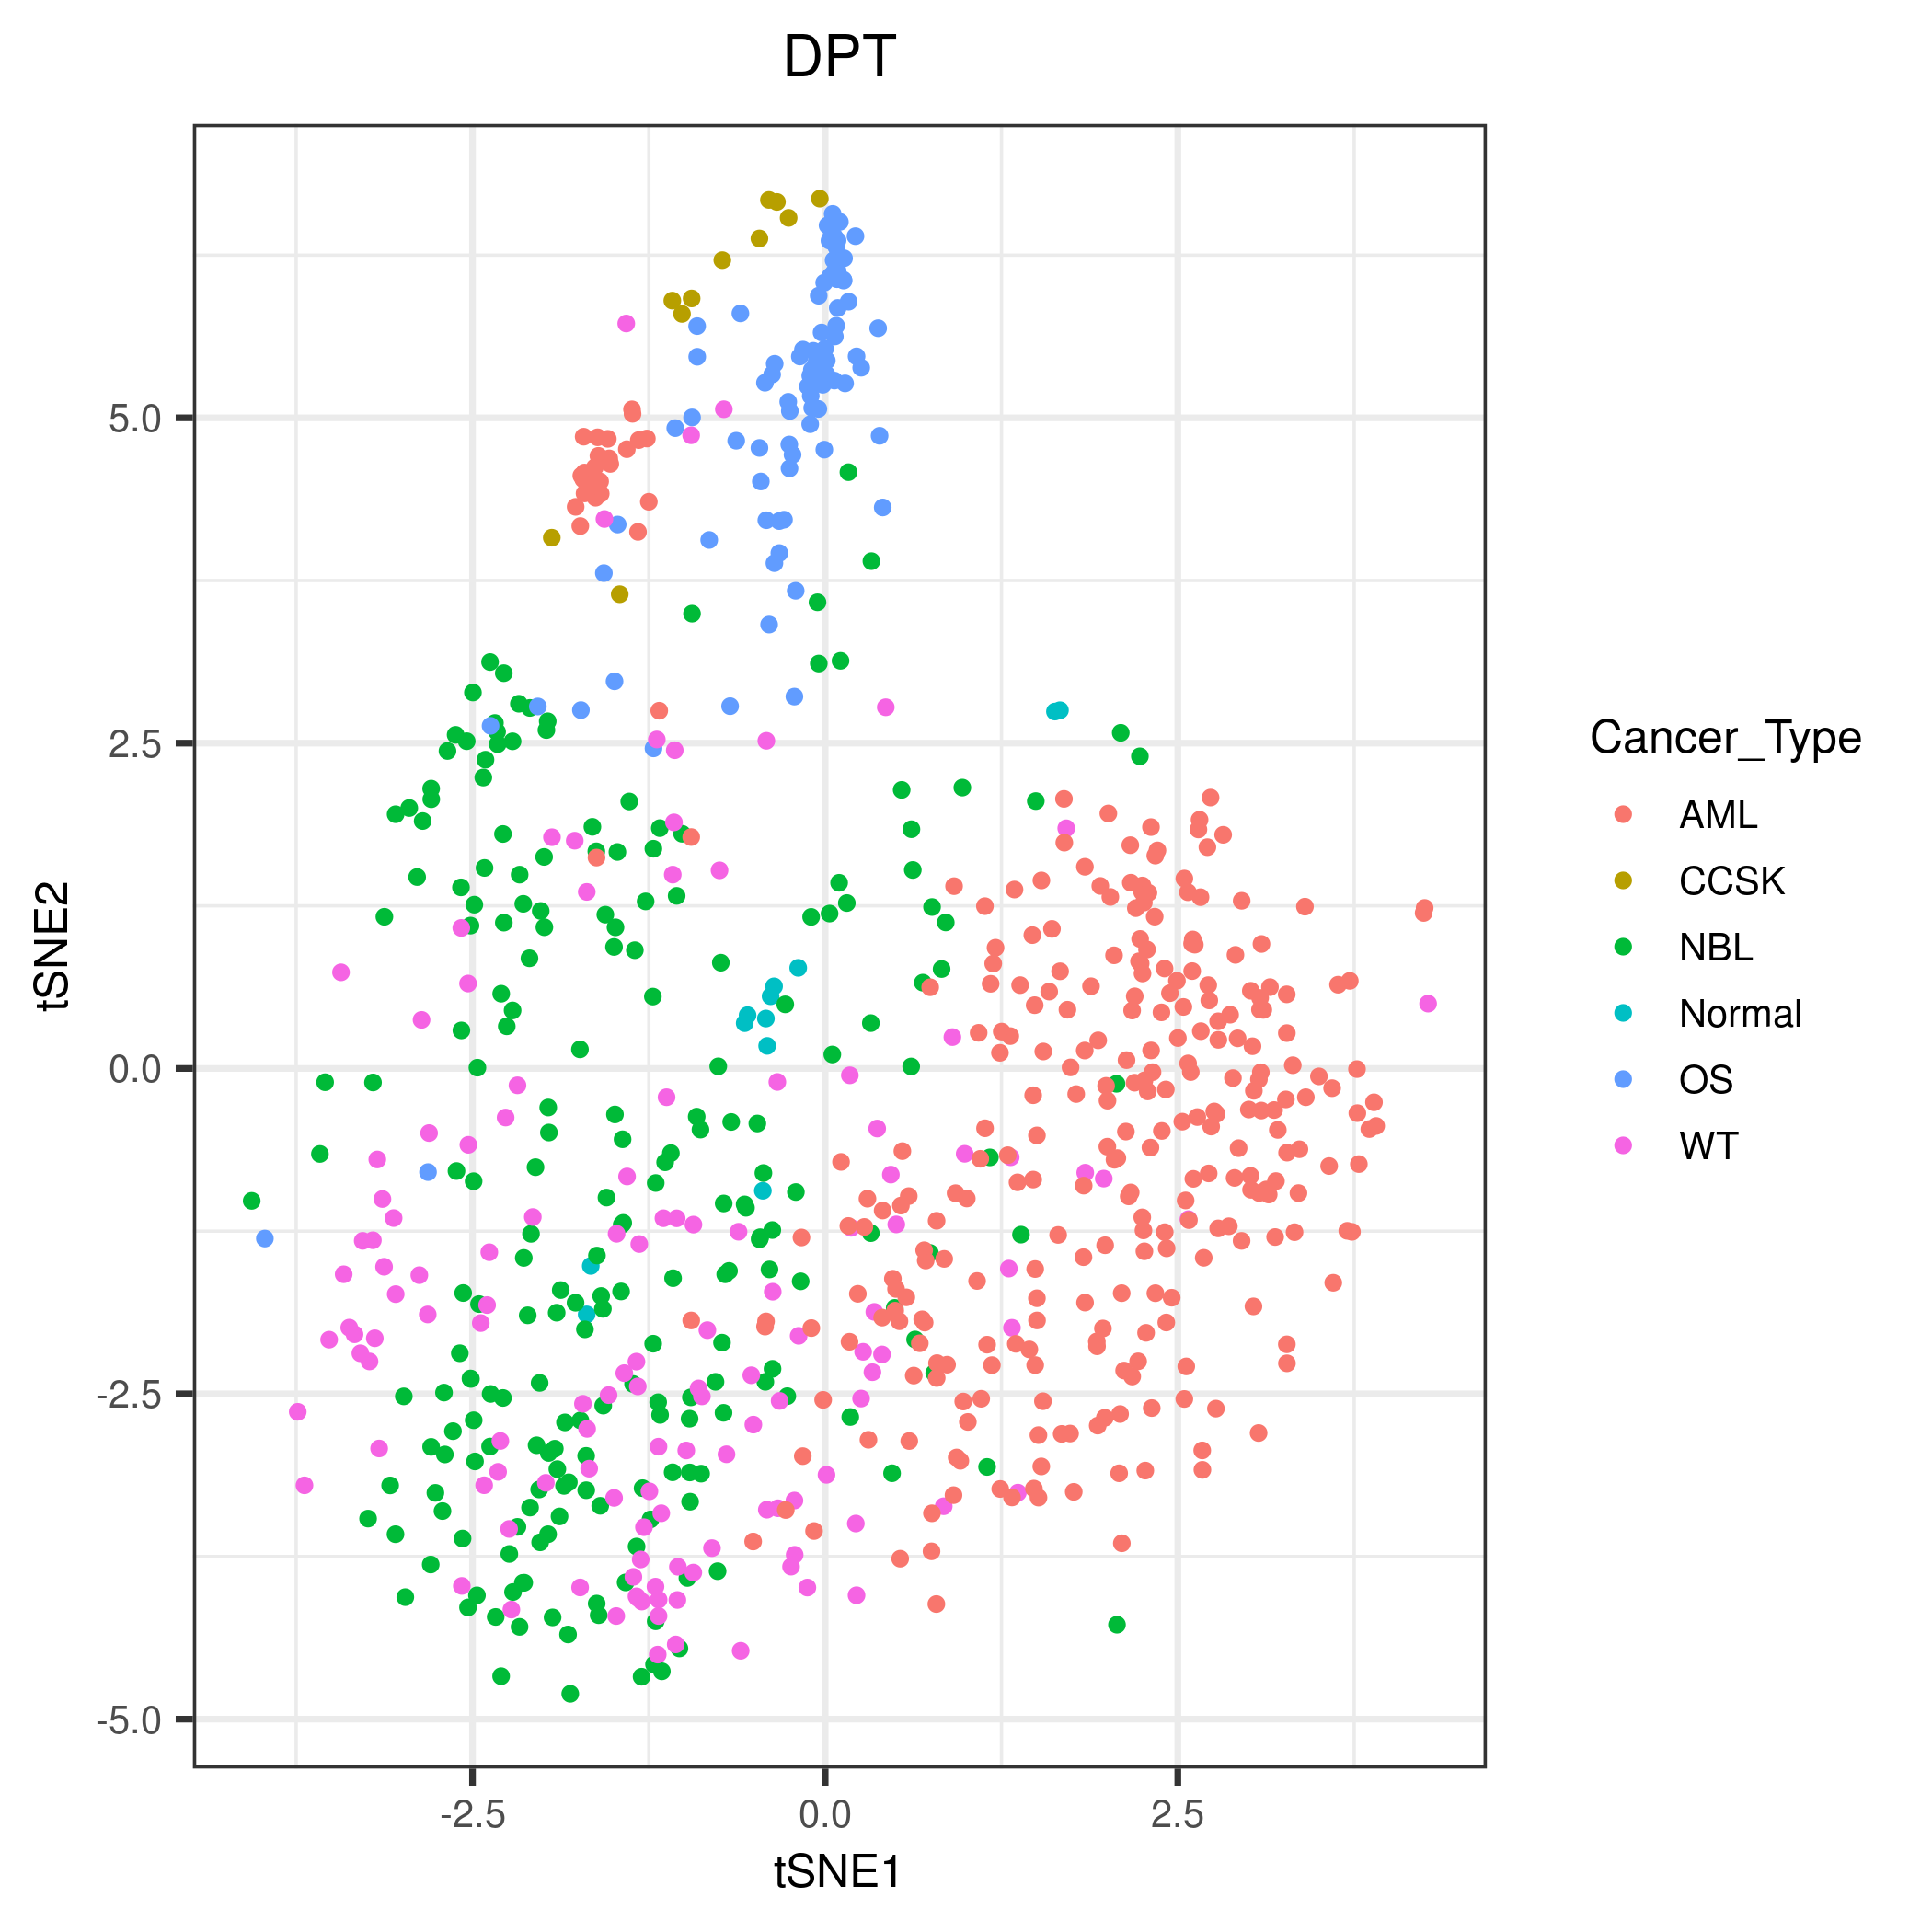 DPT
tSNE2
5.0
2.5
0.0
-2.5
-5.0
-2.5
0.0
2.5
tSNE1
Cancer_Type
AML
CCSK
NBL
Normal
OS
WT